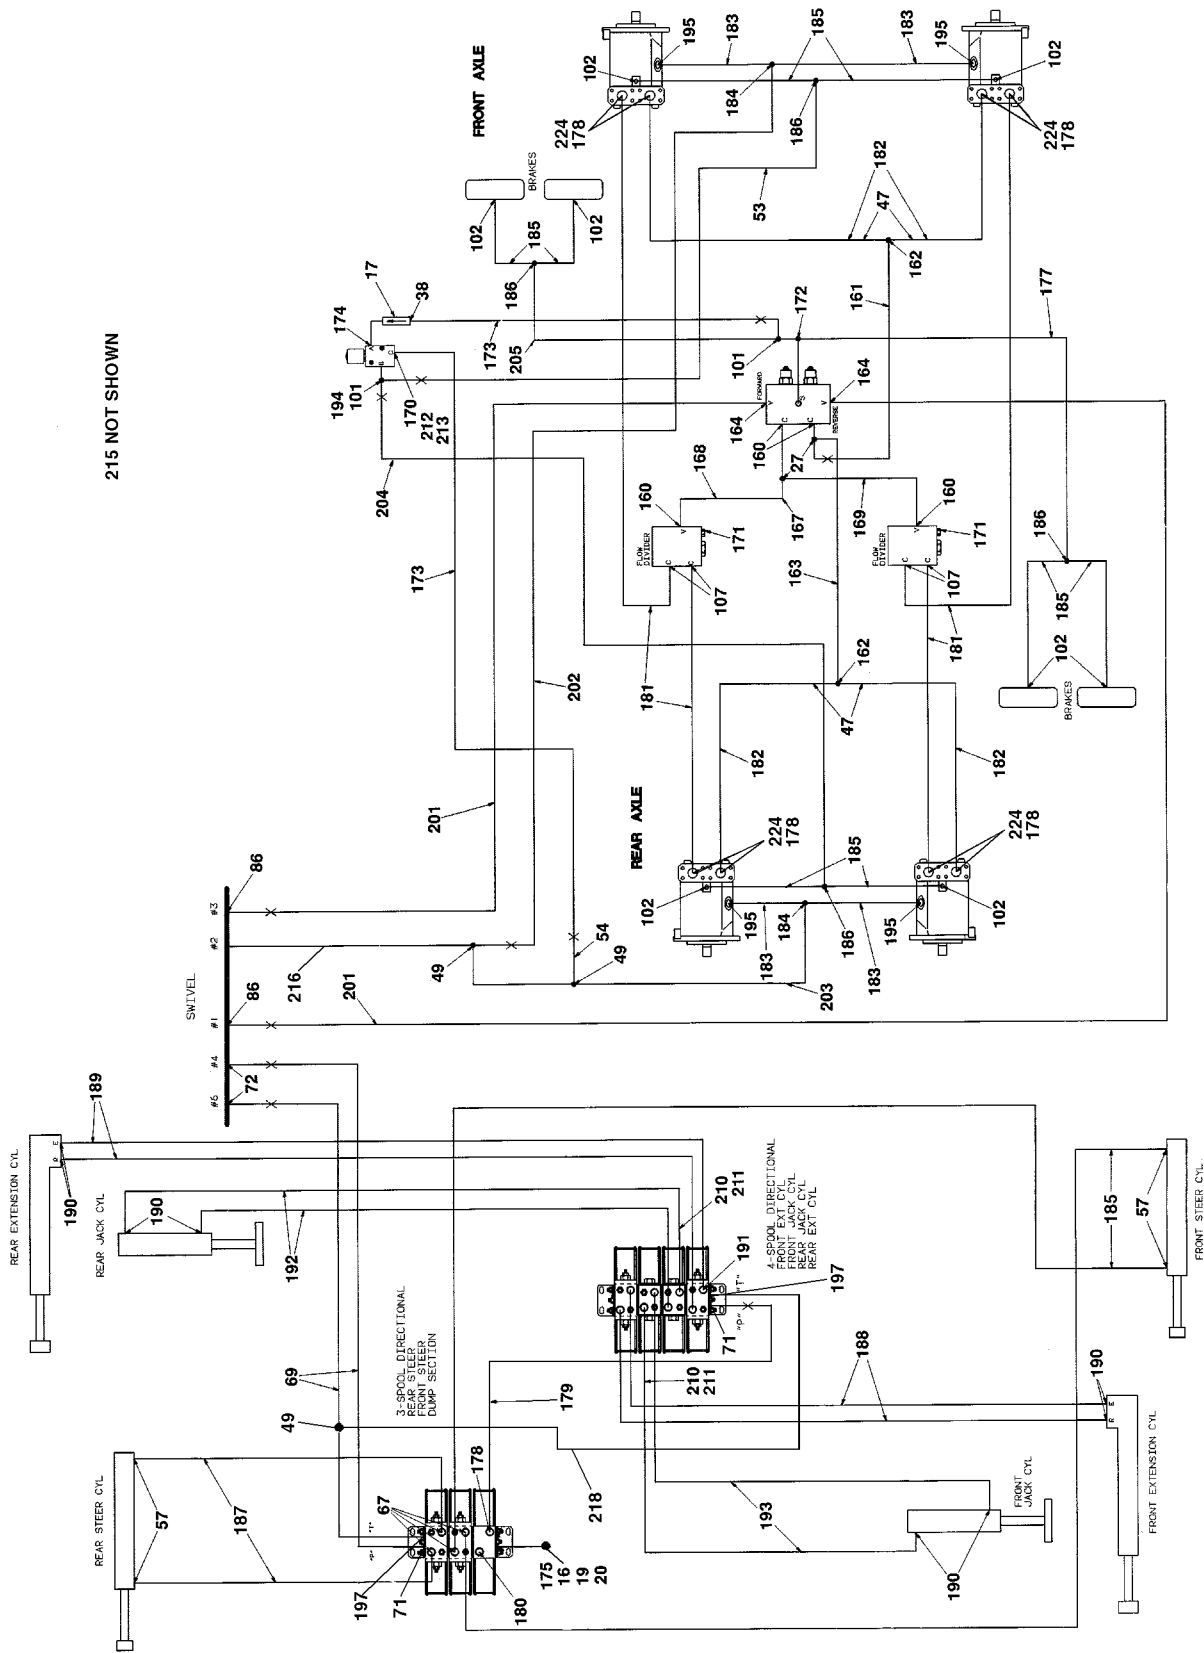 215 NOT SHOWN
FRONT AXLE
102
195
183
185
183
195
102
184
186
224
178
224
178
182
47
53
162
102
BRAKES
185
102
186
17
38
174
173
205
101
172
161
177
194
101
170
212
213
A
B
C
204
FORWARD
164
V
S
C
C
V
REVERSE
164
160
27
168
160
167
169
160
FLOW
DIVIDER
V
C
C
171
FLOW
DIVIDER
V
C
C
171
107
107
163
186
185
102
BRAKES
173
202
181
181
162
47
182
182
201
REAR AXLE
224
178
185
224
178
102
195
183
184
186
183
195
102
86
#3
#2
SWIVEL
216
49
54
49
203
86
#1
201
#4
#6
72
189
REAR EXTENSION CYL
R
E
190
REAR JACK CYL
190
192
210
211
4-SPOOL DIRECTIONAL
FRONT EXT CYL
FRONT JACK CYL
REAR JACK CYL
REAR EXT CYL
191
"T"
197
"P"
71
185
57
FRONT STEER CYL
69
3-SPOOL DIRECTIONAL
REAR STEER
FRONT STEER
DUMP SECTION
49
179
210
211
188
190
R
E
FRONT EXTENSION CYL
REAR STEER CYL
57
187
67
178
218
193
FRONT
JACK CYL
190
"T"
"P"
197
71
180
175
16
19
20